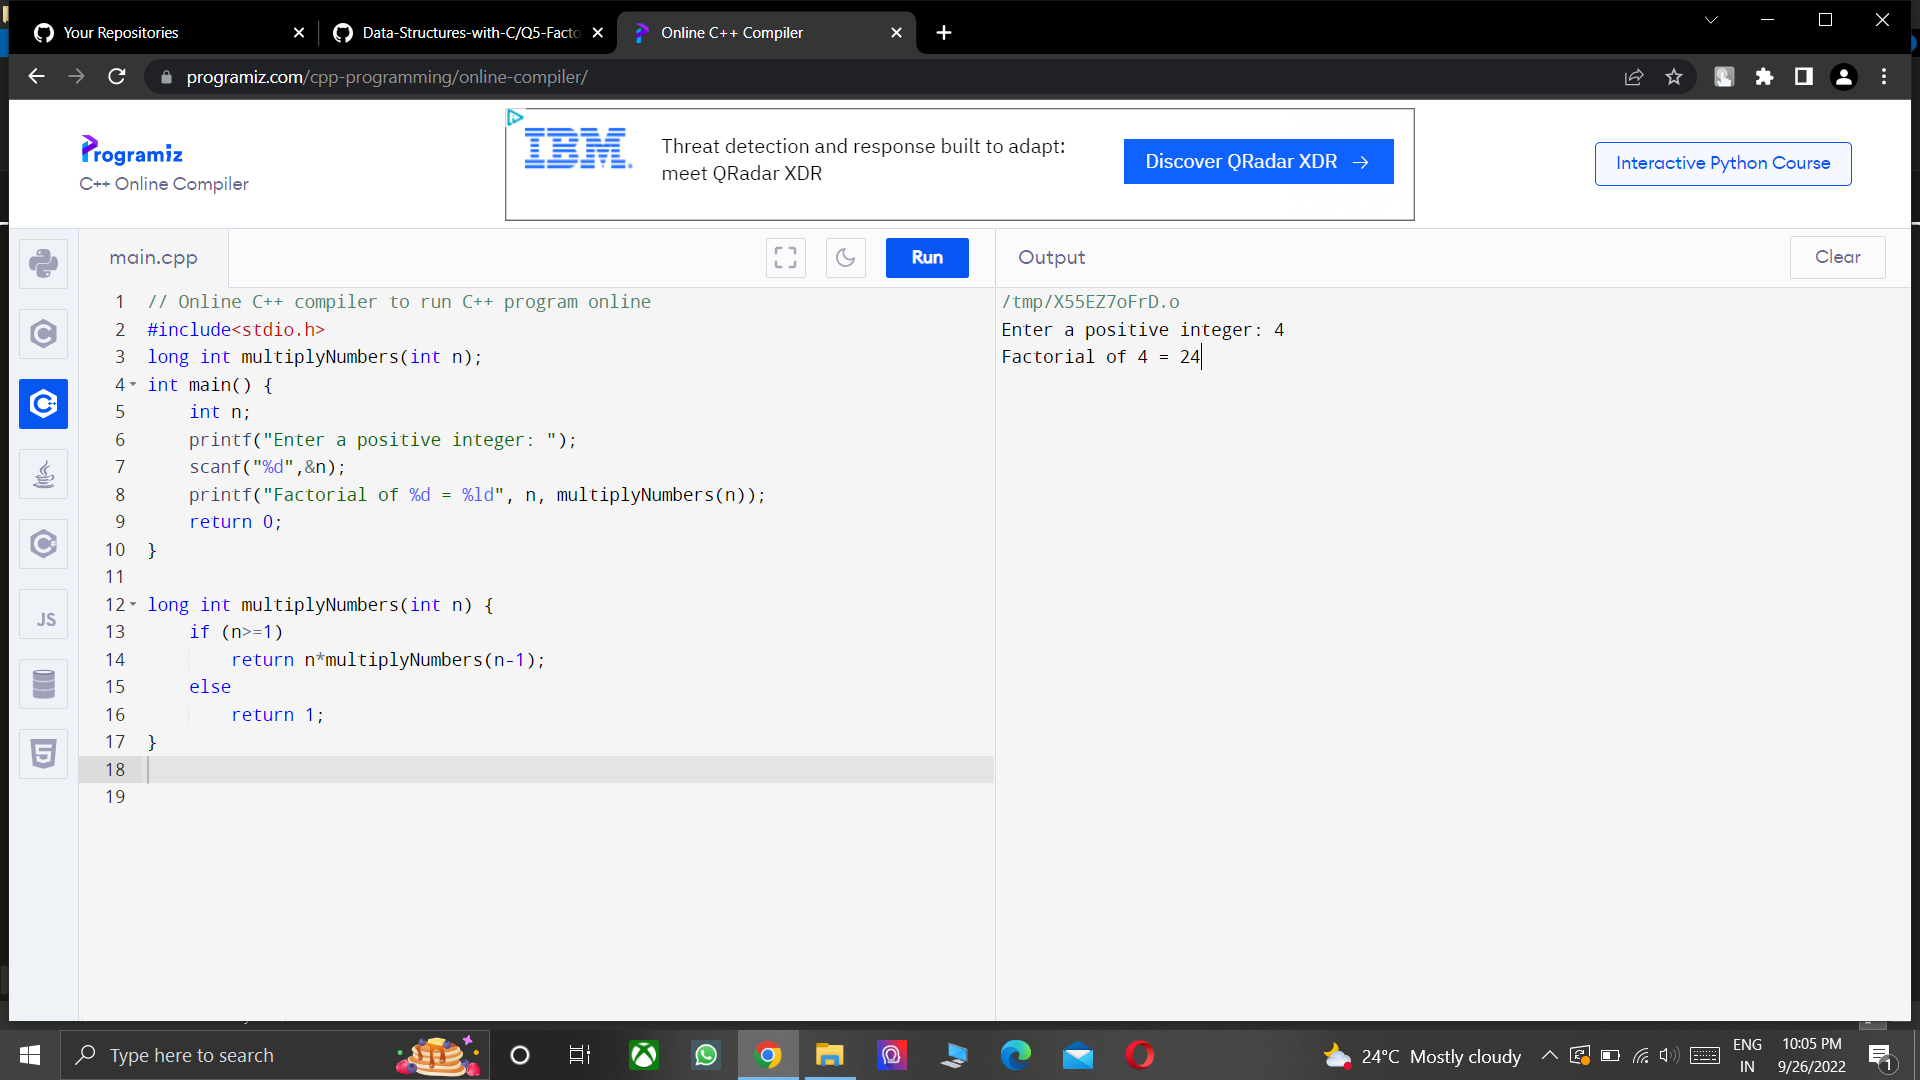 Your Repositories
Data-Structures-with-C/Q5-Facto
Online C++ Compiler
programiz.com/cpp-programming/online-compiler/
Programiz
C++ Online Compiler
IBM
Threat detection and response built to adapt:
meet QRadar XDR
Discover QRadar XDR →
Interactive Python Course
main.cpp
Run
Output
Clear
1 // Online C++ compiler to run C++ program online
2 #include<stdio.h>
3 long int multiplyNumbers(int n);
4 int main() {
5 int n;
6 printf("Enter a positive integer: ");
7 scanf("%d",&n);
8 printf("Factorial of %d = %ld", n, multiplyNumbers(n));
9 return 0;
10 }
11
12 long int multiplyNumbers(int n) {
13 if (n>=1)
14 return n*multiplyNumbers(n-1);
15 else
16 return 1;
17 }
18
19
/tmp/X55EZ7oFrD.o
Enter a positive integer: 4
Factorial of 4 = 24
JS
Type here to search
24°C Mostly cloudy
ENG
IN
10:05 PM
9/26/2022
1